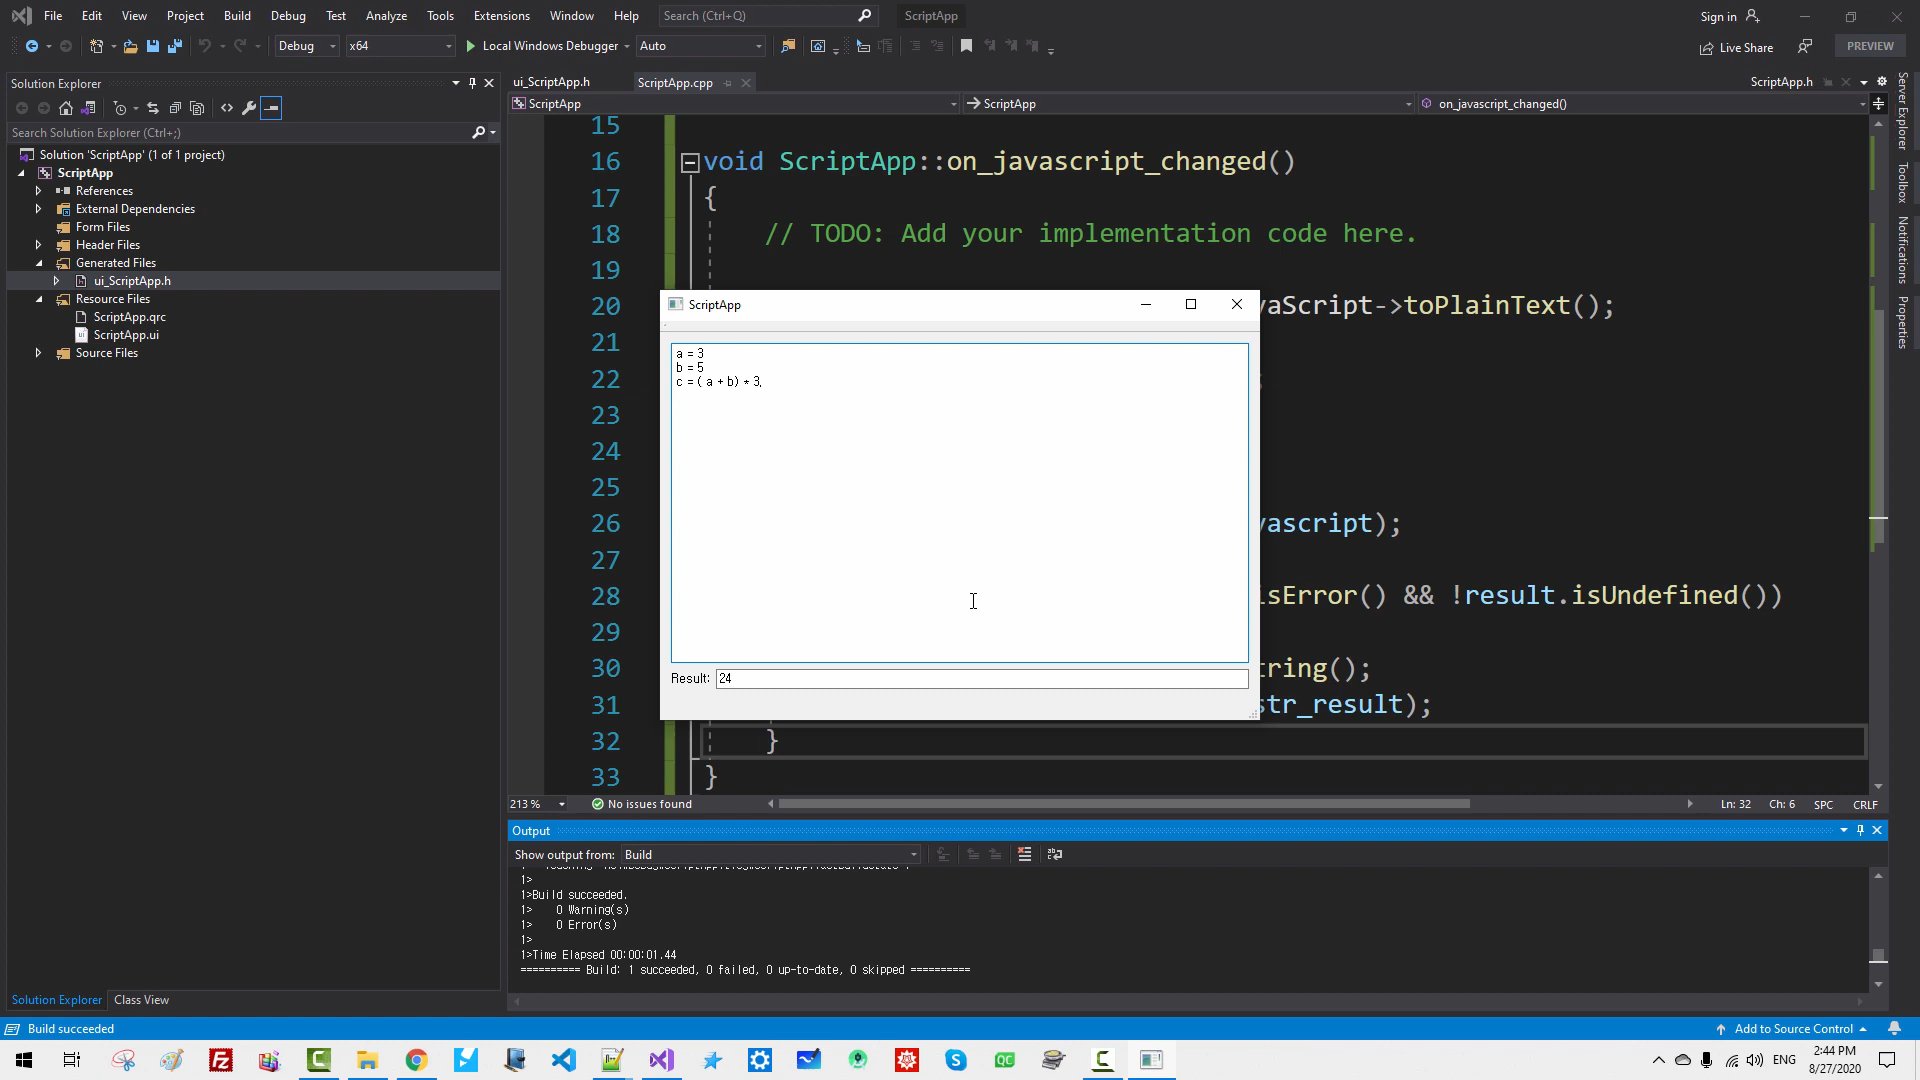 File Edit View Project Build Debug Test Analyze Tools Extensions Window Help Search (Ctrl+Q) ScriptApp Sign in
Debug x64 Local Windows Debugger Auto Live Share PREVIEW
Solution Explorer
Search Solution Explorer (Ctrl+;)
Solution 'ScriptApp' (1 of 1 project)
ScriptApp
References
External Dependencies
Form Files
Header Files
Generated Files
ui_ScriptApp.h
Resource Files
ScriptApp.qrc
ScriptApp.ui
Source Files
Solution Explorer Class View
ui_ScriptApp.h ScriptApp.cpp ScriptApp.h
ScriptApp ScriptApp on_javascript_changed()
15
16 void ScriptApp::on_javascript_changed()
17 {
18 // TODO: Add your implementation code here.
19
20 vaScript->toPlainText();
21
22 ;
23
24
25
26 vascript);
27
28 isError() && !result.isUndefined())
29
30 tring();
31 str_result);
32 }
33 }
ScriptApp
a = 3
b = 5
c = ( a + b) * 3,
Result: 24
213 % No issues found Ln: 32 Ch: 6 SPC CRLF
Output
Show output from: Build
1>
1>Build succeeded.
1> 0 Warning(s)
1> 0 Error(s)
1>
1>Time Elapsed 00:00:01.44
========== Build: 1 succeeded, 0 failed, 0 up-to-date, 0 skipped ==========
Server Explorer
Toolbox
Notifications
Properties
Build succeeded Add to Source Control
ENG 2:44 PM
8/27/2020